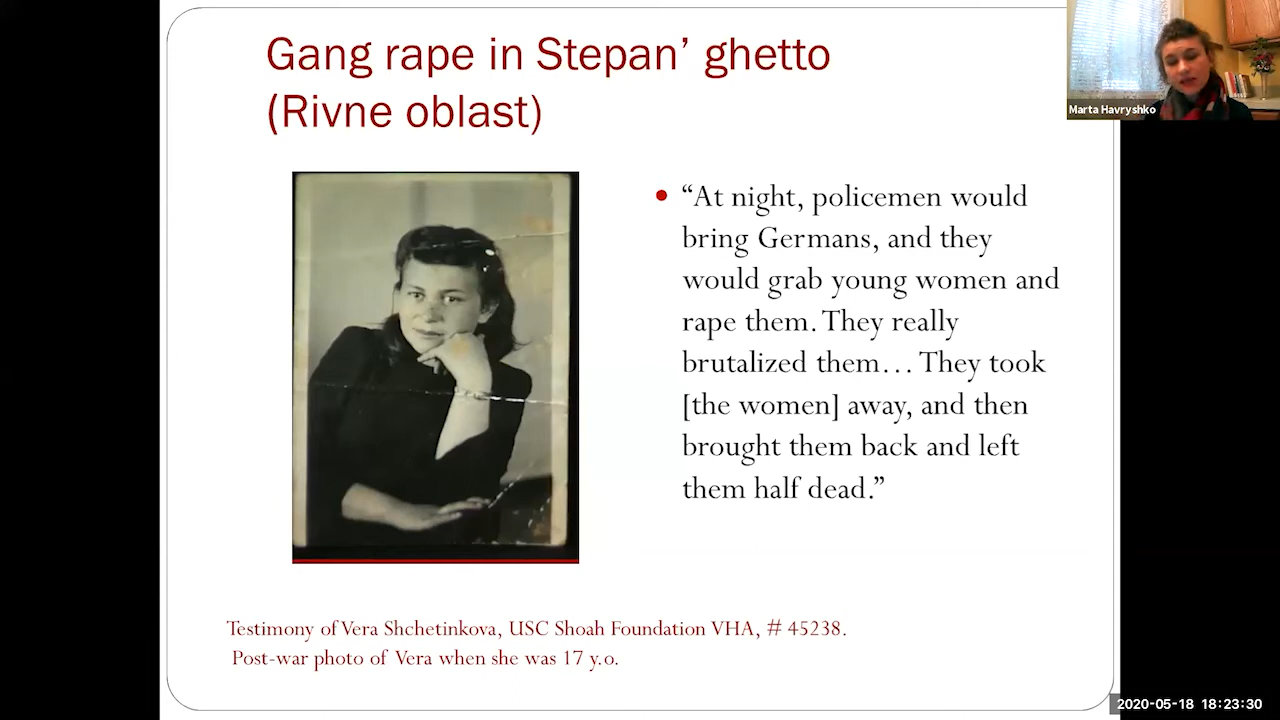 Gang rape in Stepan’ ghetto
(Rivne oblast)
Marta Havryshko
• “At night, policemen would
bring Germans, and they
would grab young women and
rape them. They really
brutalized them… They took
[the women] away, and then
brought them back and left
them half dead.”
Testimony of Vera Shchetinkova, USC Shoah Foundation VHA, # 45238.
Post-war photo of Vera when she was 17 y.o.
2020-05-18 18:23:30